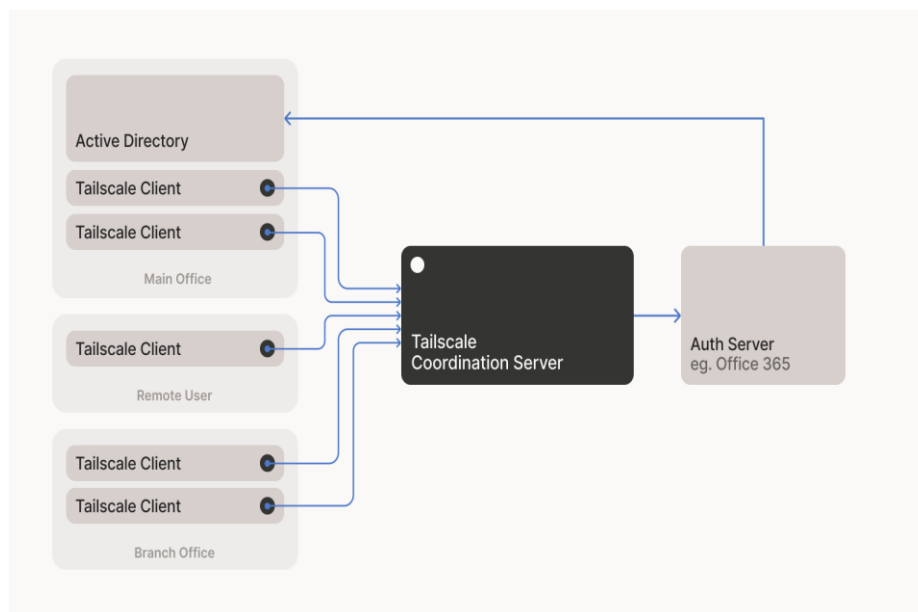 Active Directory
Tailscale Client
Tailscale Client
Main Office
Tailscale Client
Remote User
Tailscale Client
Tailscale Client
Branch Office
Tailscale
Coordination Server
Auth Server
eg. Office 365